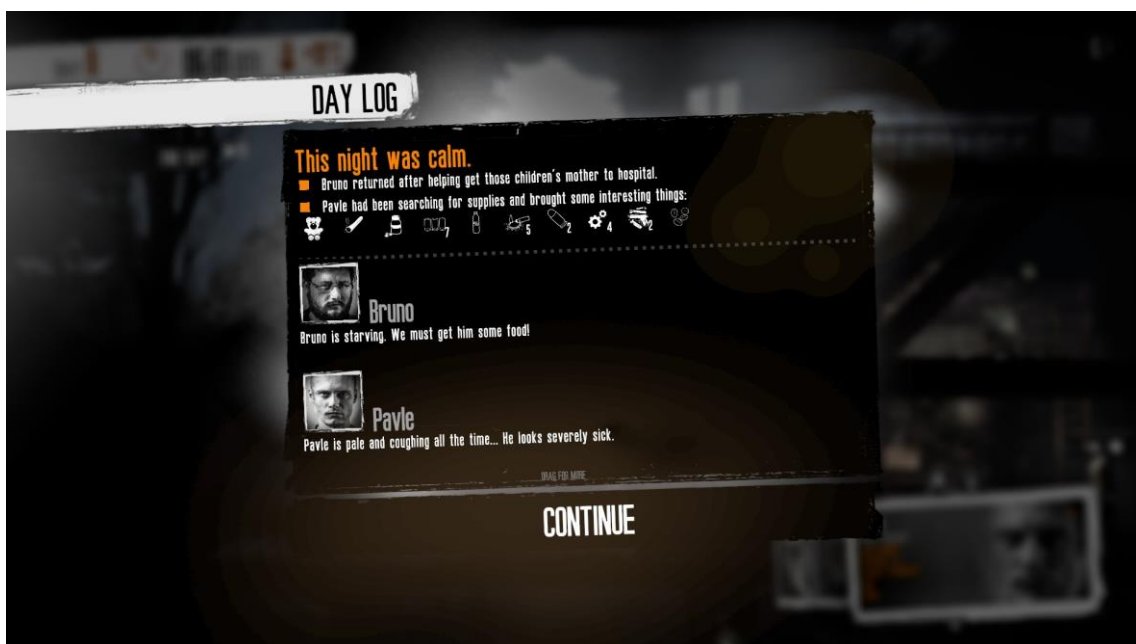 DAY LOG
This night was calm.
Bruno returned after helping get those children's mother to hospital.
Pavle had been searching for supplies and brought some interesting things:
7 5 2 4 2
Bruno
Bruno is starving. We must get him some food!
Pavle
Pavle is pale and coughing all the time... He looks severely sick.
DRAG FOR MORE
CONTINUE